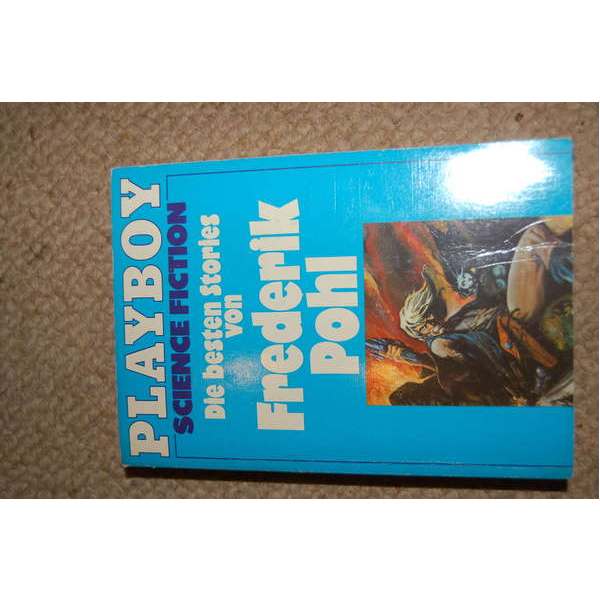 PLAYBOY
SCIENCE FICTION
Die besten Stories
von
Frederik
Pohl